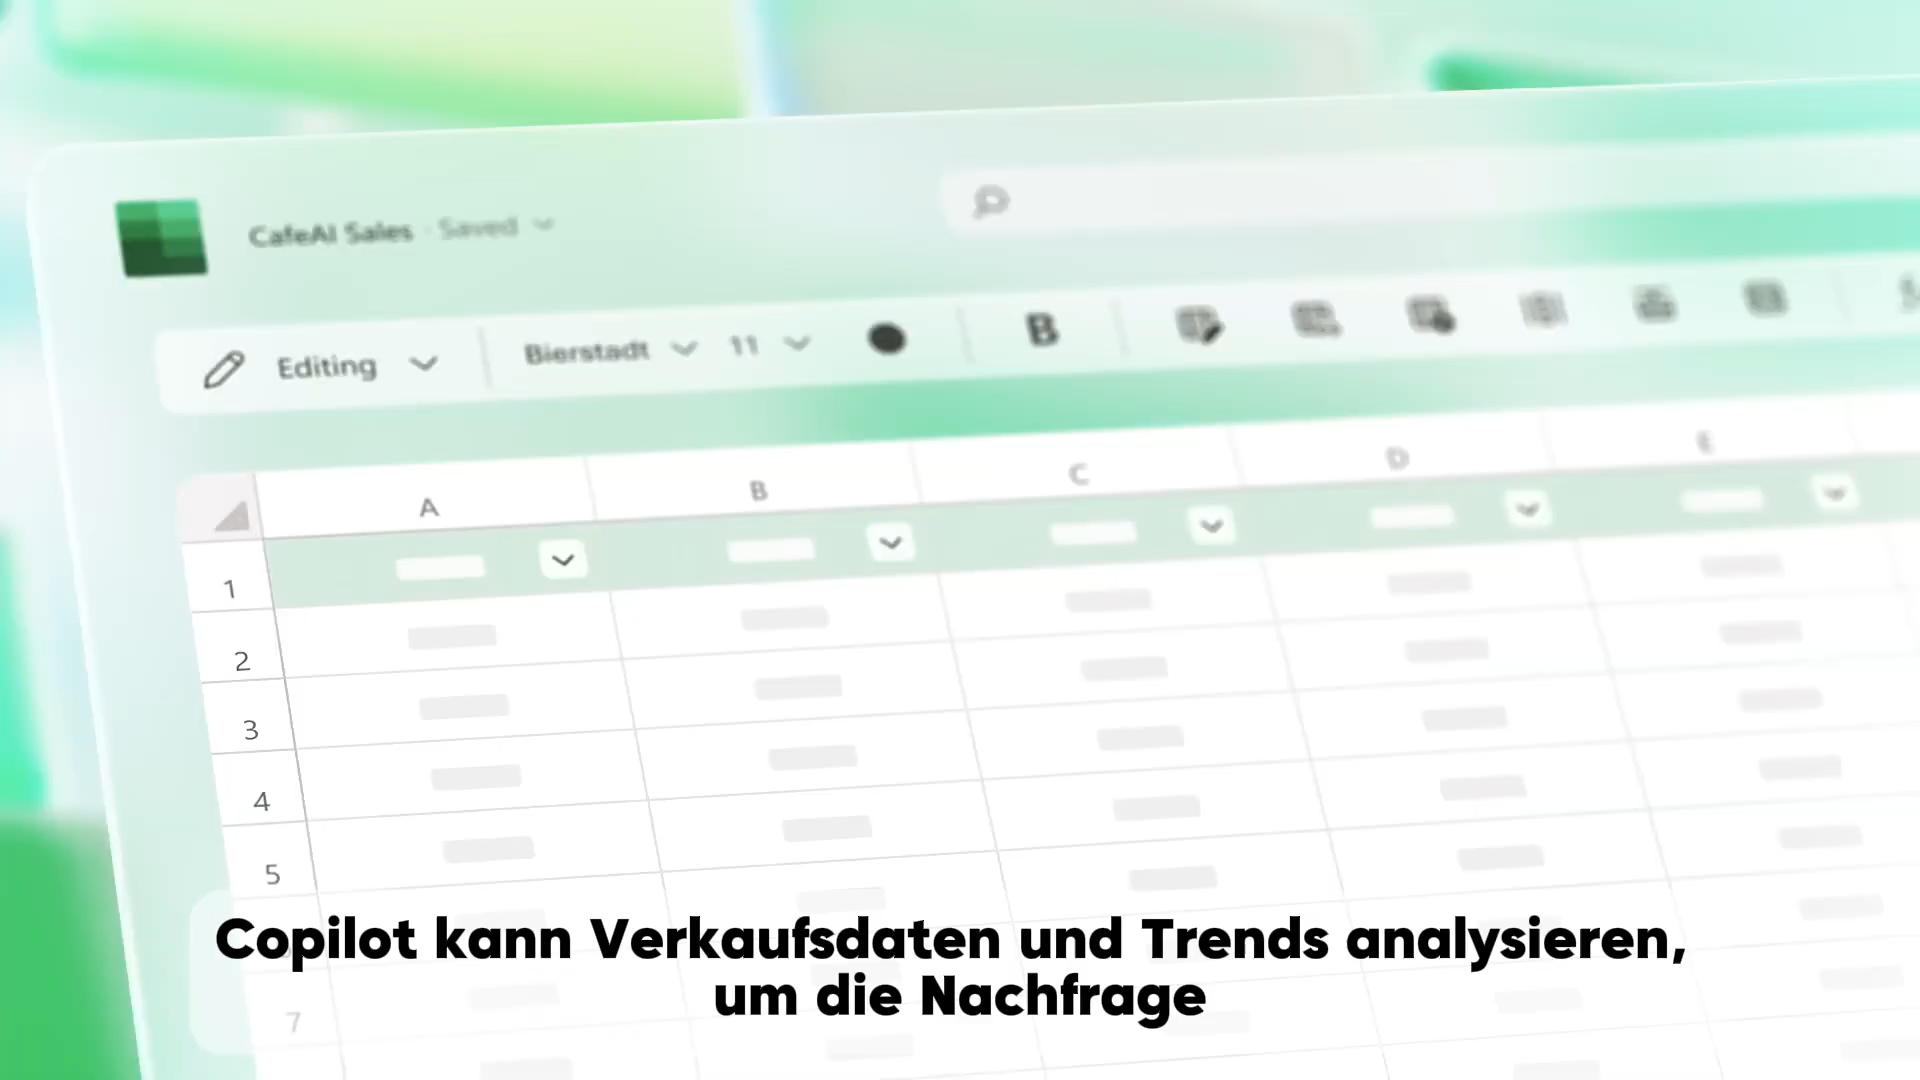 CafeAI Sales · Saved
Editing
Bierstadt 11
B
A B C D E
1
2
3
4
5
7
Copilot kann Verkaufsdaten und Trends analysieren,
um die Nachfrage